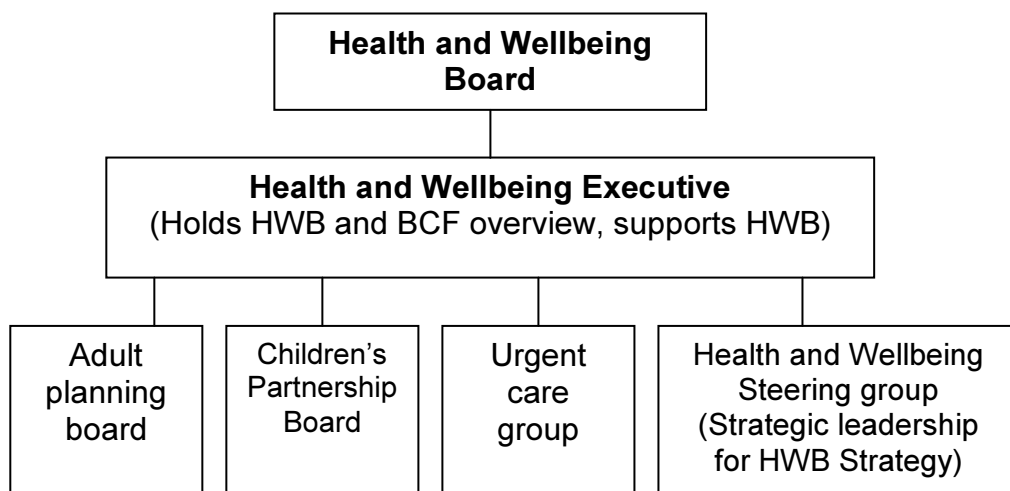 Health and Wellbeing
Board
Health and Wellbeing Executive
(Holds HWB and BCF overview, supports HWB)
Adult
planning
board
Children’s
Partnership
Board
Urgent
care
group
Health and Wellbeing
Steering group
(Strategic leadership
for HWB Strategy)